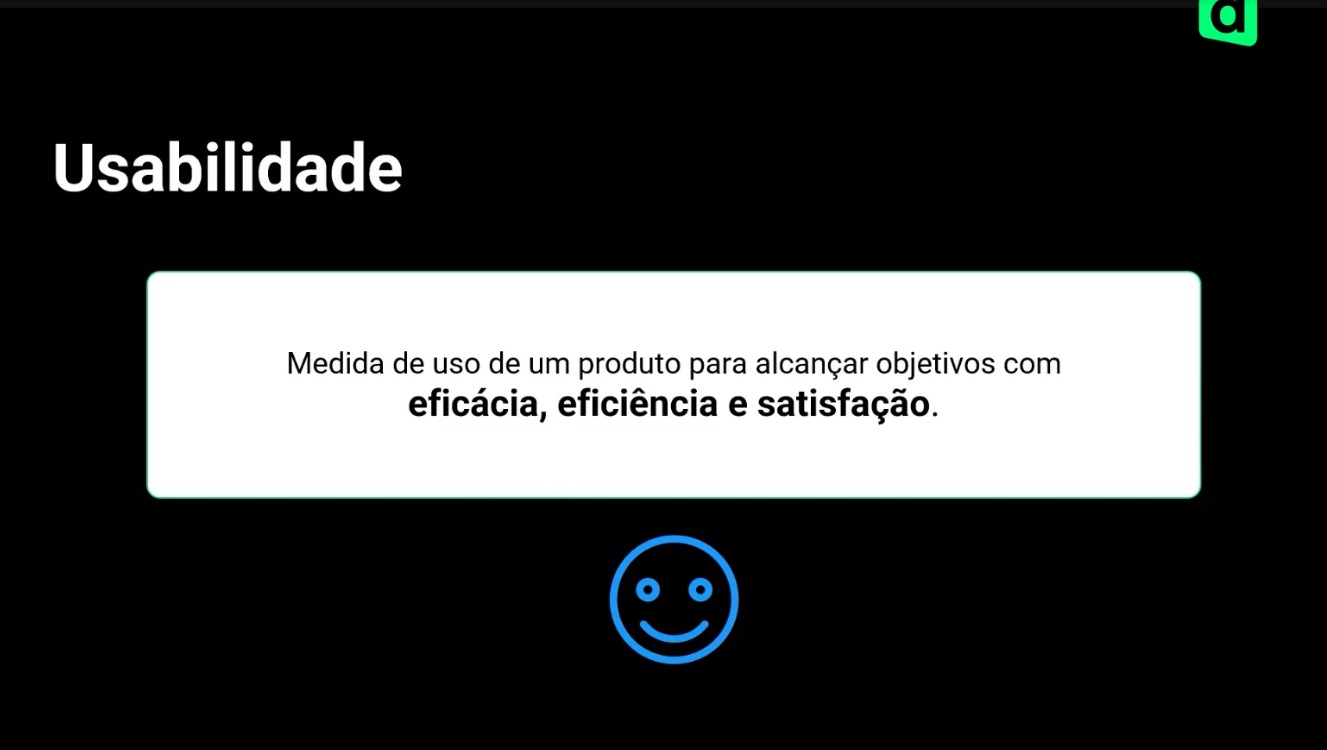 d
Usabilidade
Medida de uso de um produto para alcançar objetivos com
eficácia, eficiência e satisfação.